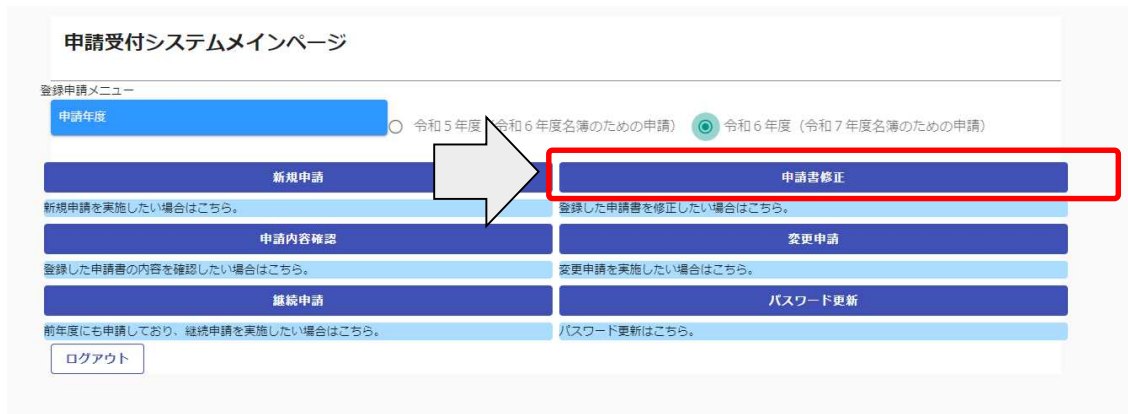 申請受付システムメインページ
登録申請メニュー
申請年度
令和5年度 令和6年度名簿のための申請） 令和6年度（令和7年度名簿のための申請）
新規申請 申請書修正
新規申請を実施したい場合はこちら。 登録した申請書を修正したい場合はこちら。
申請内容確認 変更申請
登録した申請書の内容を確認したい場合はこちら。 変更申請を実施したい場合はこちら。
継続申請 パスワード更新
前年度にも申請しており、継続申請を実施したい場合はこちら。 パスワード更新はこちら。
ログアウト